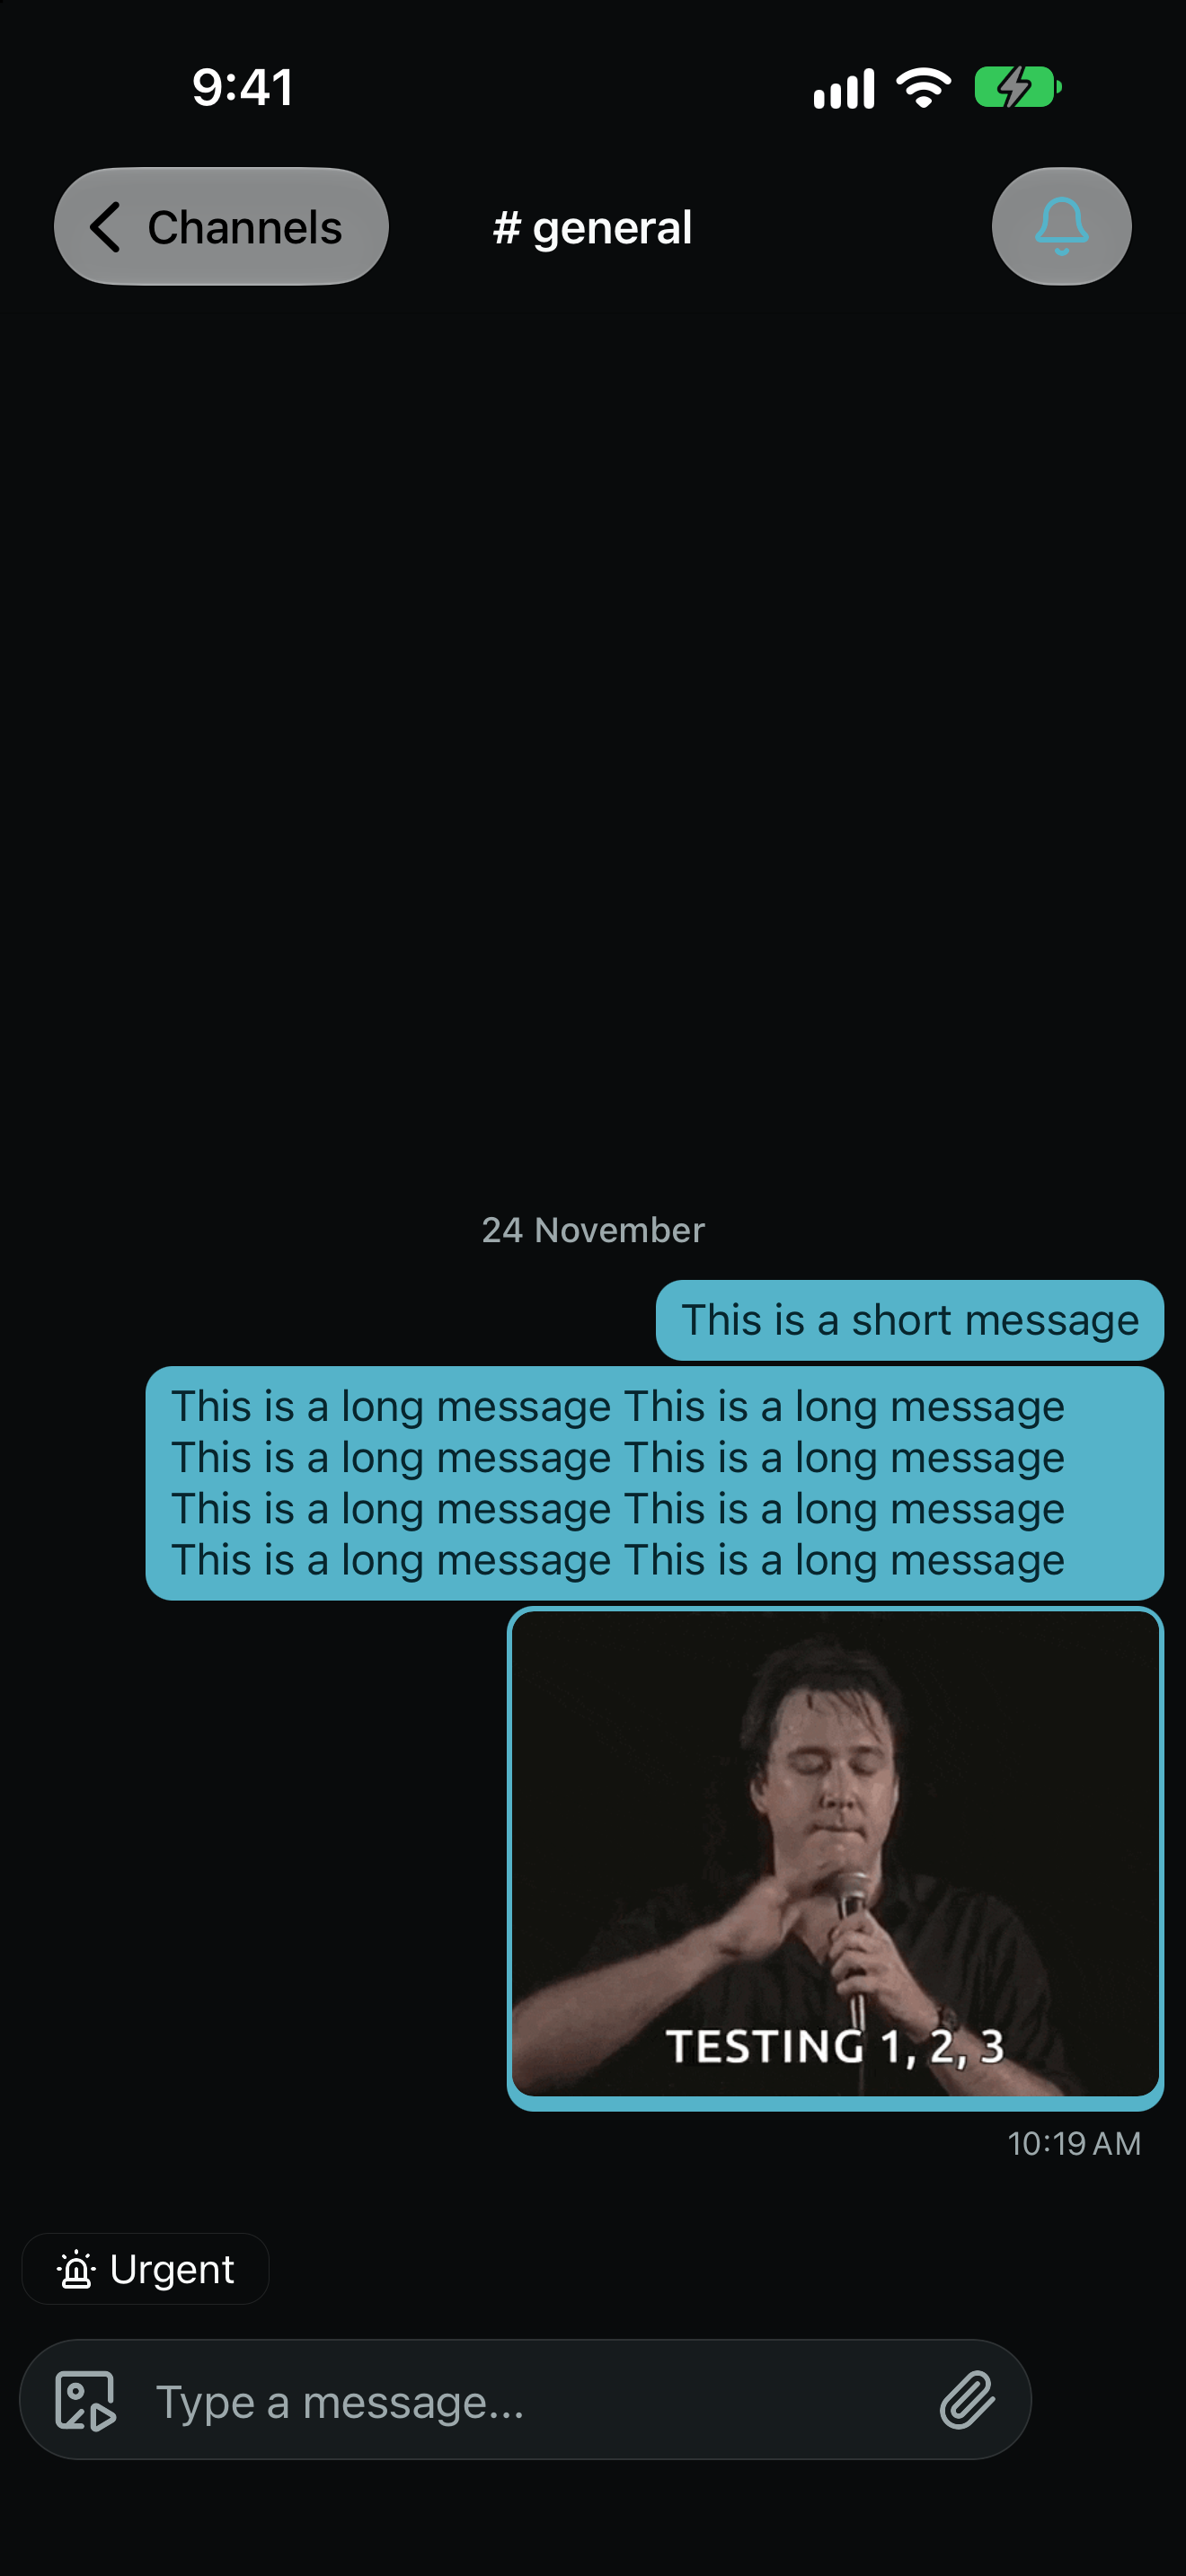 9:41
Channels
# general
24 November
This is a short message
This is a long message This is a long message
This is a long message This is a long message
This is a long message This is a long message
This is a long message This is a long message
TESTING 1, 2, 3
10:19 AM
Urgent
Type a message...